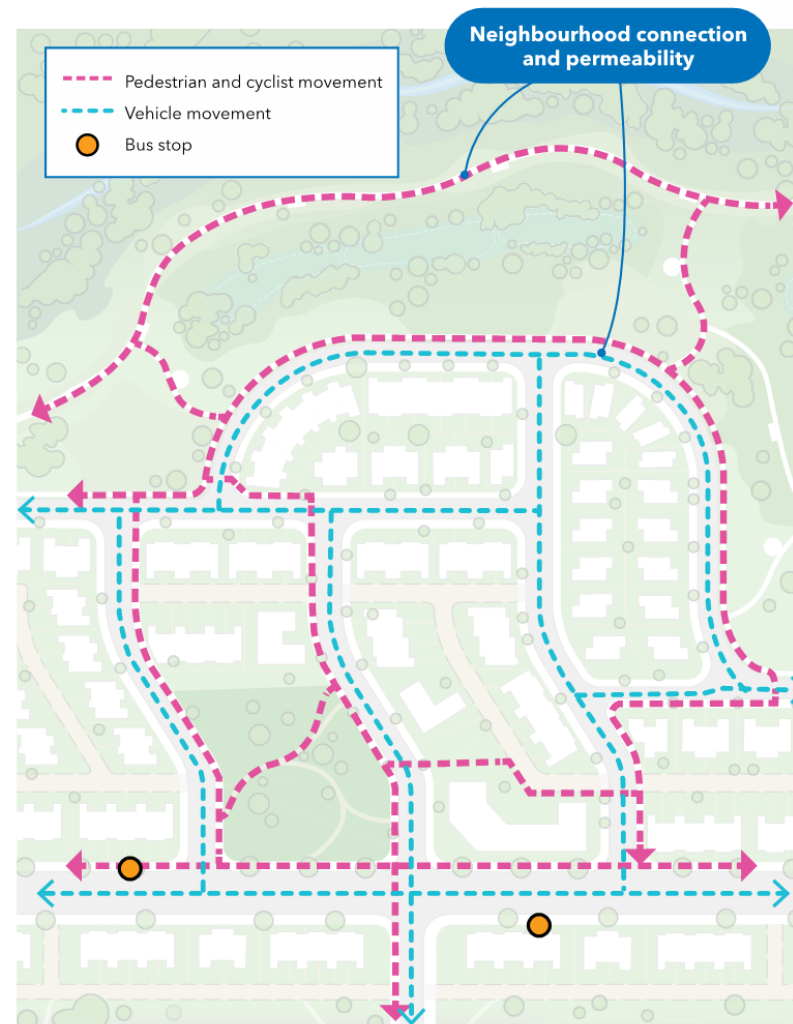 Neighbourhood connection
and permeability
Pedestrian and cyclist movement
Vehicle movement
Bus stop